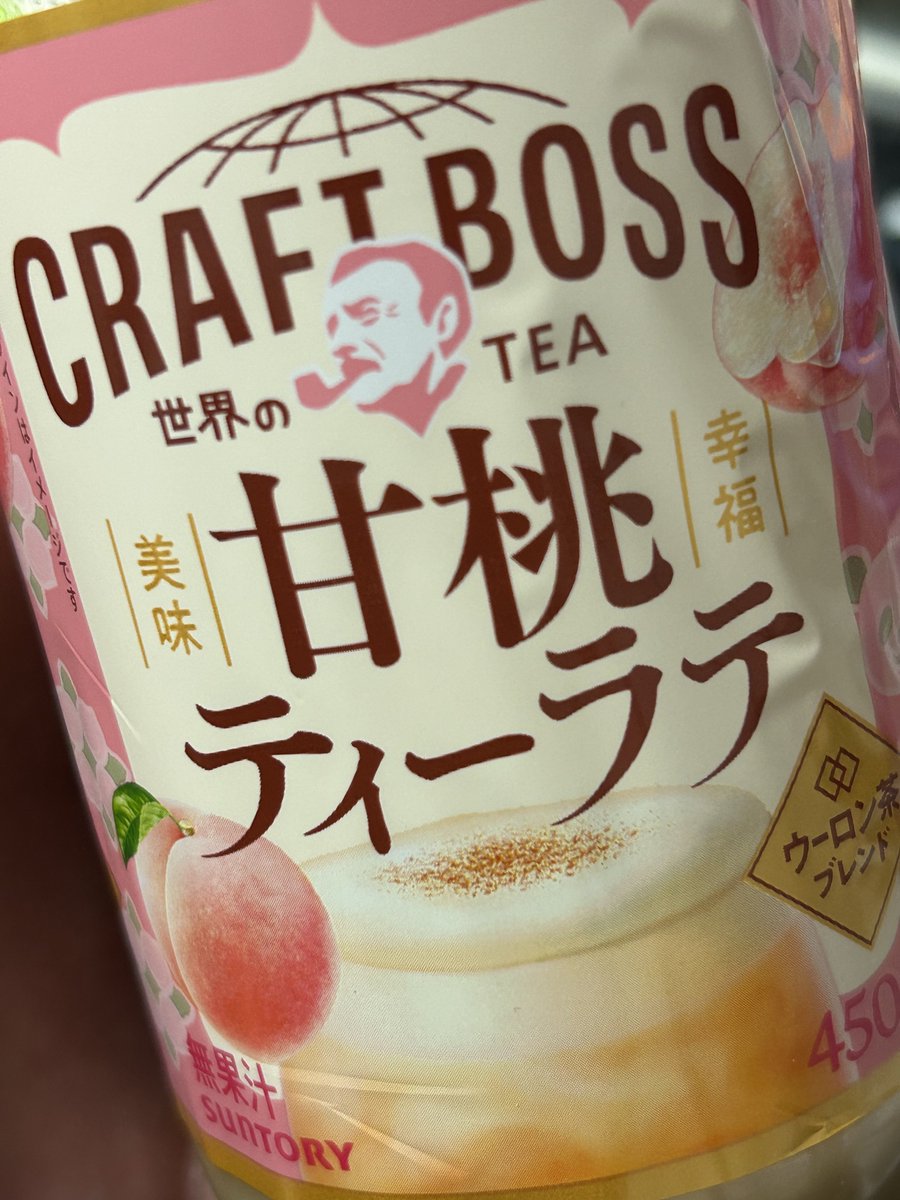 CRAFT BOSS
世界の TEA
美味
幸福
甘桃
ティーラテ
ウーロン茶
ブレンド
無果汁
SUNTORY
450